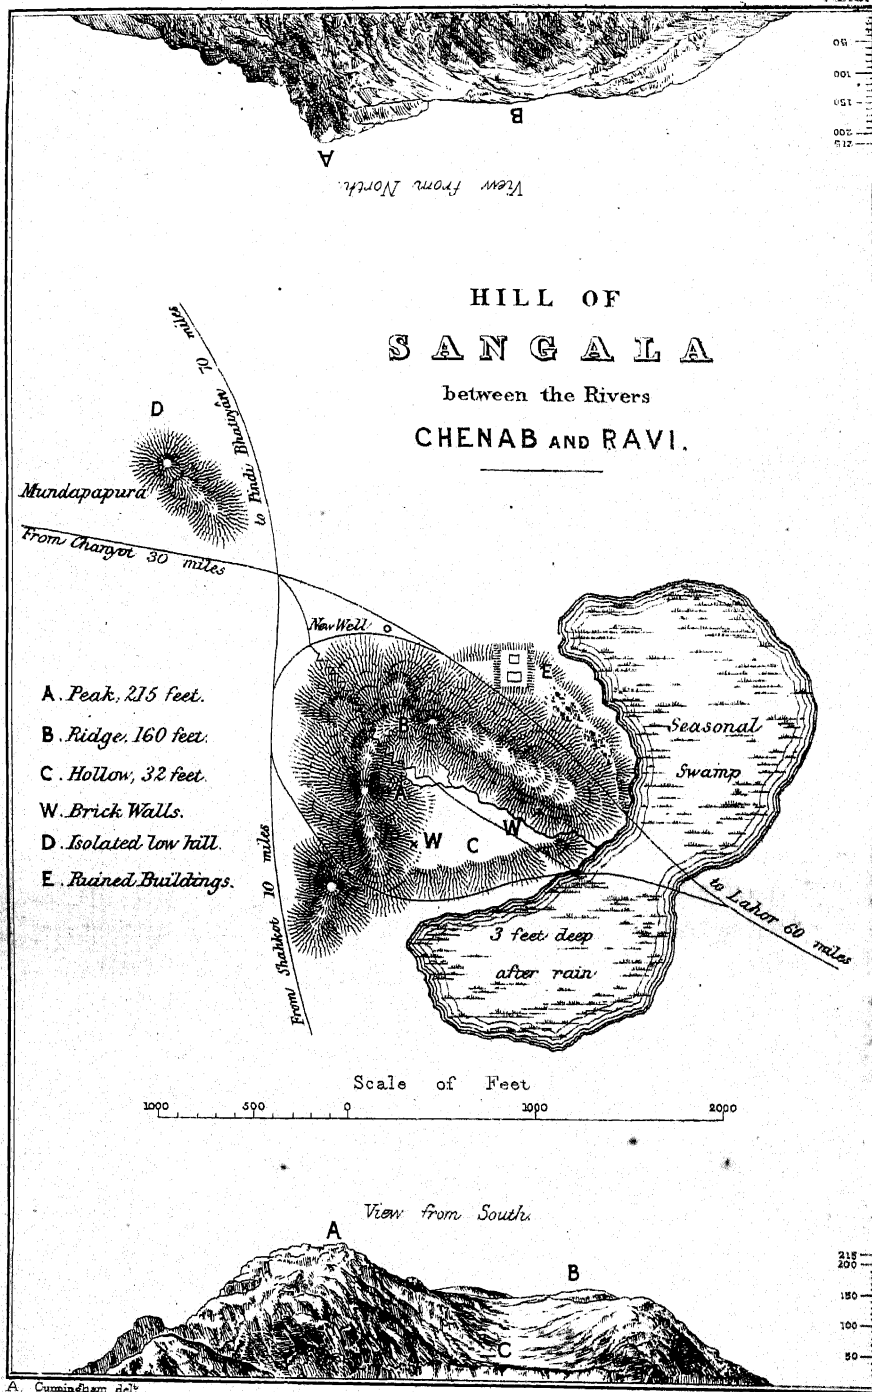 50
100
150
200
215
B
A
View from North.
HILL OF
SANGALA
between the Rivers
CHENAB AND RAVI.
to Pindi Bhatiyân 70 miles
D
Mundapapura
From Chanyot 30 miles
New Well
E
Seasonal
Swamp
A. Peak, 215 feet.
B. Ridge, 160 feet.
C. Hollow, 32 feet.
W. Brick Walls.
D. Isolated low hill.
E. Ruined Buildings.
B
A
W
C
W
From Shahkot 10 miles
to Lahor 60 miles
3 feet deep
after rain
Scale of Feet
1000 500 0 1000 2000
View from South.
A
B
C
215
200
150
100
50
A. Cunningham delt